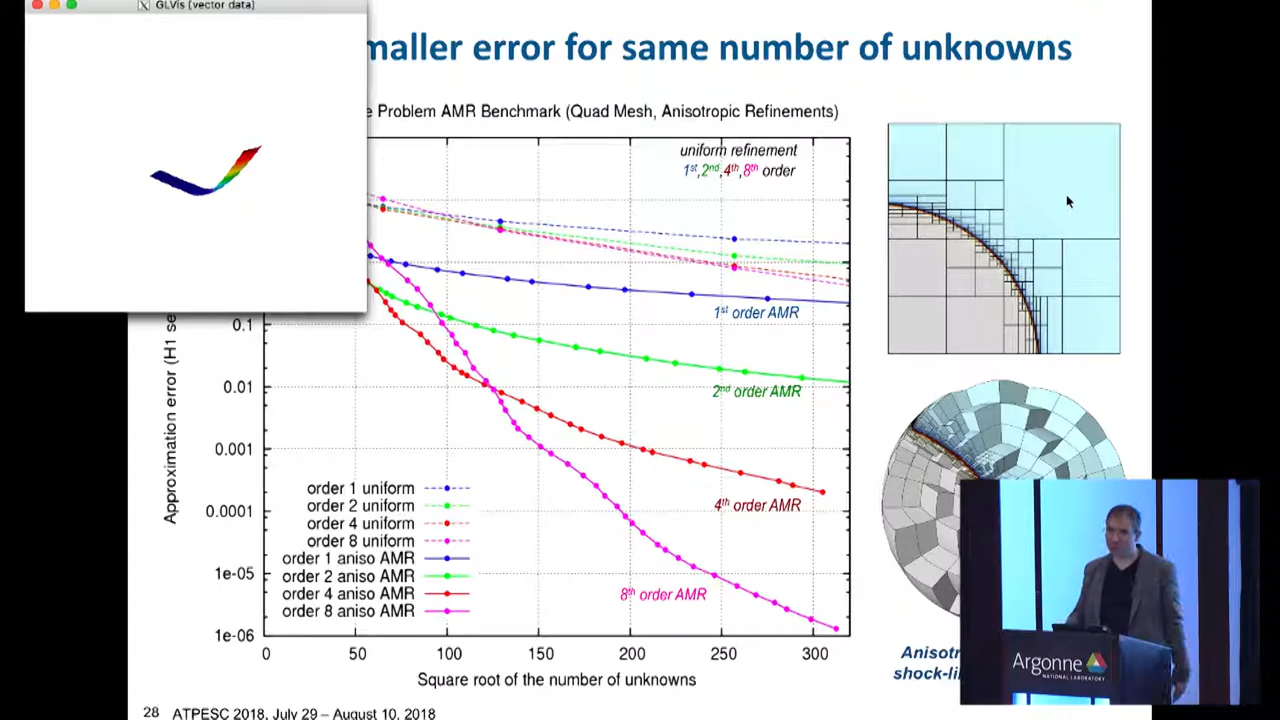 GLVis [vector data]
maller error for same number of unknowns
e Problem AMR Benchmark (Quad Mesh, Anisotropic Refinements)
uniform refinement
1st,2nd,4th,8th order
1st order AMR
2nd order AMR
4th order AMR
8th order AMR
Approximation error (H1 se
0.1
0.01
0.001
0.0001
1e-05
1e-06
order 1 uniform
order 2 uniform
order 4 uniform
order 8 uniform
order 1 aniso AMR
order 2 aniso AMR
order 4 aniso AMR
order 8 aniso AMR
0 50 100 150 200 250 300
Square root of the number of unknowns
Anisotr
shock-li
Argonne
NATIONAL LABORATORY
28 ATPESC 2018, July 29 – August 10, 2018